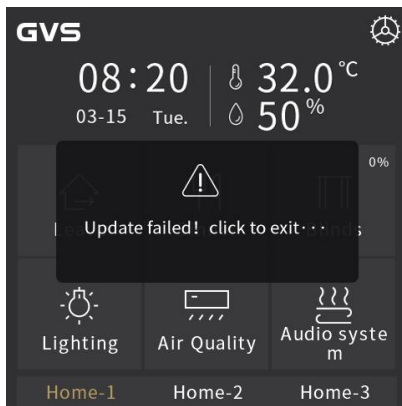 GVS
08:20
32.0 °C
03-15 Tue.
50 %
0%
Update failed! click to exit···
Lighting
Air Quality
Audio syste
m
Home-1
Home-2
Home-3